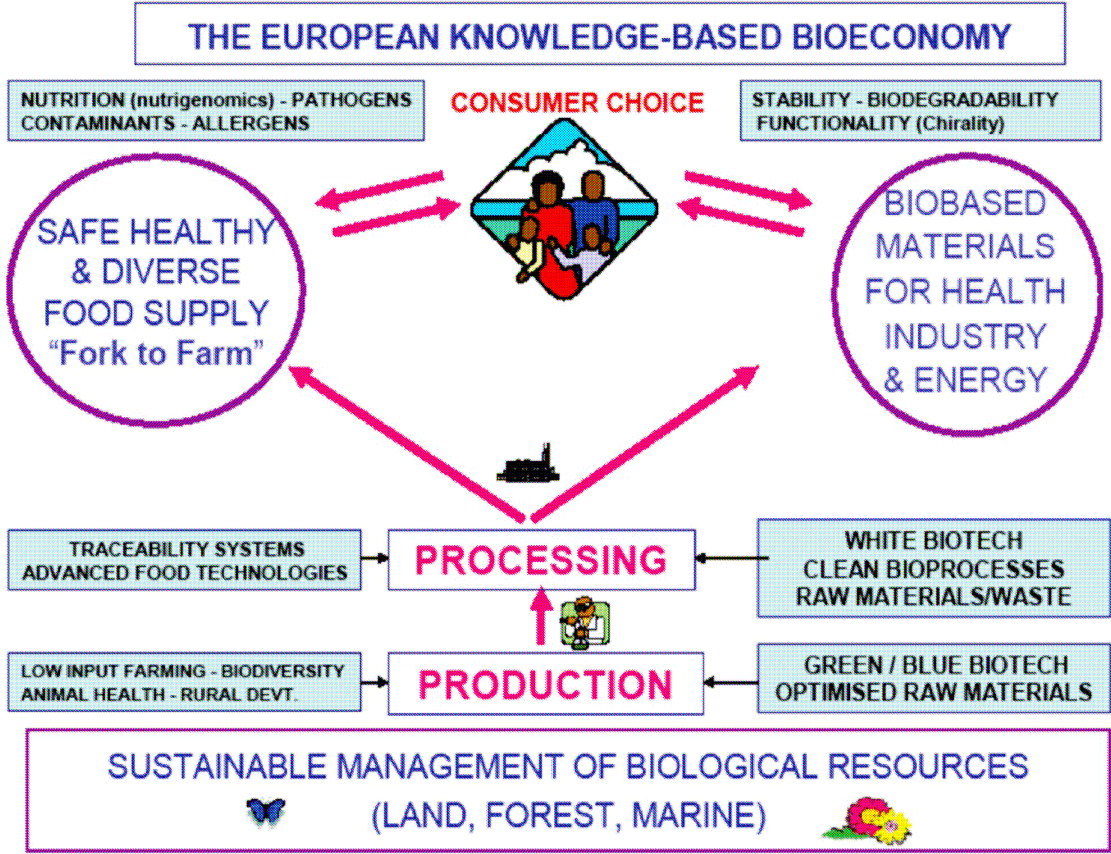 THE EUROPEAN KNOWLEDGE-BASED BIOECONOMY
NUTRITION (nutrigenomics) - PATHOGENS
CONTAMINANTS - ALLERGENS
CONSUMER CHOICE
STABILITY - BIODEGRADABILITY
FUNCTIONALITY (Chirality)
SAFE HEALTHY
& DIVERSE
FOOD SUPPLY
“Fork to Farm”
BIOBASED
MATERIALS
FOR HEALTH
INDUSTRY
& ENERGY
TRACEABILITY SYSTEMS
ADVANCED FOOD TECHNOLOGIES
PROCESSING
WHITE BIOTECH
CLEAN BIOPROCESSES
RAW MATERIALS/WASTE
LOW INPUT FARMING - BIODIVERSITY
ANIMAL HEALTH - RURAL DEVT.
PRODUCTION
GREEN / BLUE BIOTECH
OPTIMISED RAW MATERIALS
SUSTAINABLE MANAGEMENT OF BIOLOGICAL RESOURCES
(LAND, FOREST, MARINE)